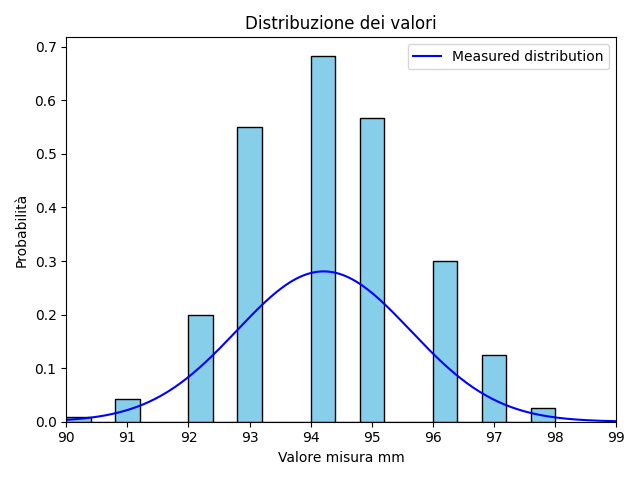 Distribuzione dei valori
Measured distribution
Probabilità
0.7
0.6
0.5
0.4
0.3
0.2
0.1
0.0
90 91 92 93 94 95 96 97 98 99
Valore misura mm